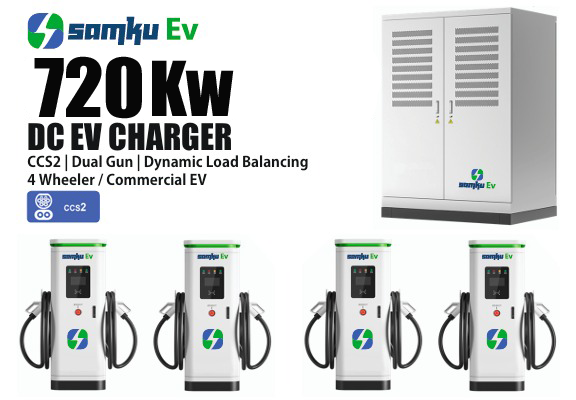 samku Ev
720 Kw
DC EV CHARGER
CCS2 | Dual Gun | Dynamic Load Balancing
4 Wheeler / Commercial EV
CCS2
samku Ev
samku Ev
samku Ev
samku Ev
samku Ev